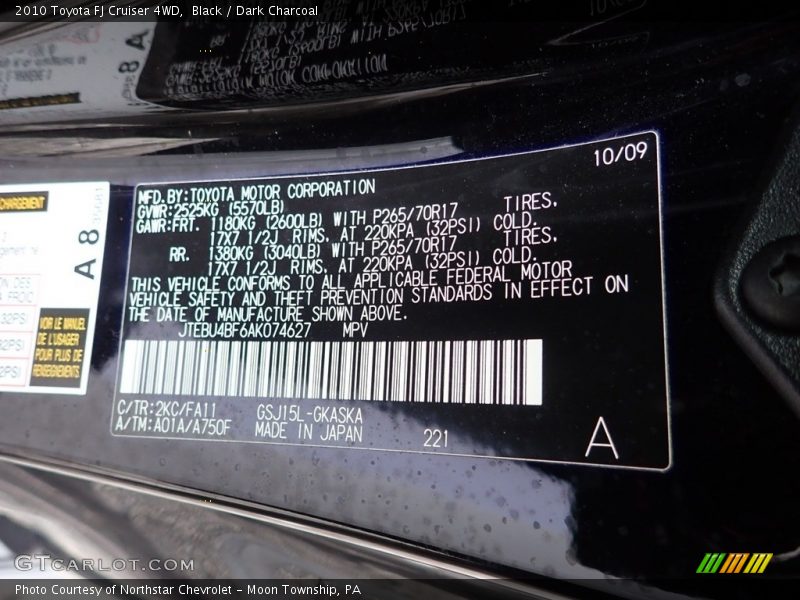 2010 Toyota FJ Cruiser 4WD, Black / Dark Charcoal
10/09
MFD.BY:TOYOTA MOTOR CORPORATION
GVWR:2525KG (5570LB)
GAWR:FRT. 1180KG (2600LB) WITH P265/70R17 TIRES,
17X7 1/2J RIMS, AT 220KPA (32PSI) COLD.
RR. 1380KG (3040LB) WITH P265/70R17 TIRES,
17X7 1/2J RIMS, AT 220KPA (32PSI) COLD.
THIS VEHICLE CONFORMS TO ALL APPLICABLE FEDERAL MOTOR
VEHICLE SAFETY AND THEFT PREVENTION STANDARDS IN EFFECT ON
THE DATE OF MANUFACTURE SHOWN ABOVE.
JTEBU4BF6AK074627 MPV
C/TR:2KC/FA11 GSJ15L-GKASKA
A/TM:A01A/A750F MADE IN JAPAN 221
A
A 8
VOIR LE MANUEL
DE L'USAGER
POUR PLUS DE
RENSEIGNEMENTS
GTCARLOT.COM
Photo Courtesy of Northstar Chevrolet - Moon Township, PA